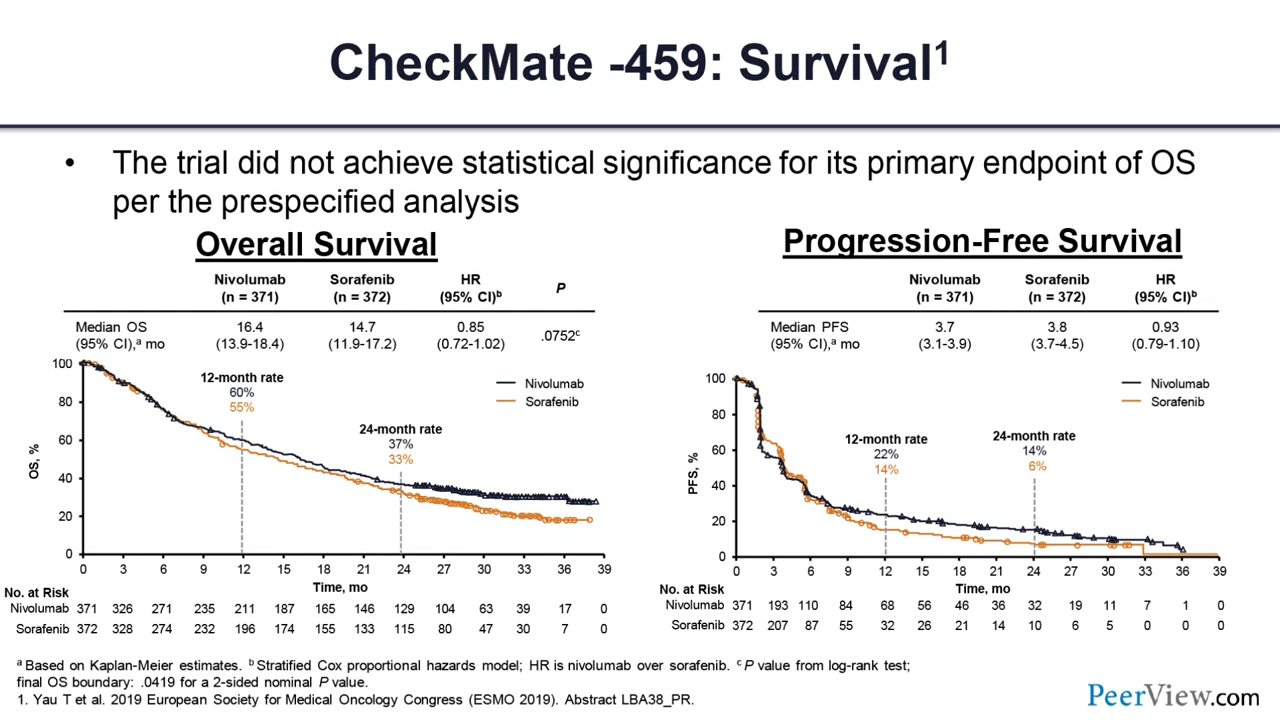 CheckMate -459: Survival1
• The trial did not achieve statistical significance for its primary endpoint of OS
per the prespecified analysis
Overall Survival
Nivolumab Sorafenib HR P
(n = 371) (n = 372) (95% CI)b
Median OS 16.4 14.7 0.85 .0752c
(95% CI),a mo (13.9-18.4) (11.9-17.2) (0.72-1.02)
100
80
60
40
20
0
OS, %
12-month rate
60%
55%
24-month rate
37%
33%
Nivolumab
Sorafenib
0 3 6 9 12 15 18 21 24 27 30 33 36 39
Time, mo
No. at Risk
Nivolumab 371 326 271 235 211 187 165 146 129 104 63 39 17 0
Sorafenib 372 328 274 232 196 174 155 133 115 80 47 30 7 0
Progression-Free Survival
Nivolumab Sorafenib HR
(n = 371) (n = 372) (95% CI)b
Median PFS 3.7 3.8 0.93
(95% CI),a mo (3.1-3.9) (3.7-4.5) (0.79-1.10)
100
80
60
40
20
0
PFS, %
12-month rate
22%
14%
24-month rate
14%
6%
Nivolumab
Sorafenib
0 3 6 9 12 15 18 21 24 27 30 33 36 39
Time, mo
No. at Risk
Nivolumab 371 193 110 84 68 56 46 36 32 19 11 7 1 0
Sorafenib 372 207 87 55 32 26 21 14 10 6 5 0 0 0
a Based on Kaplan-Meier estimates. b Stratified Cox proportional hazards model; HR is nivolumab over sorafenib. c P value from log-rank test;
final OS boundary: .0419 for a 2-sided nominal P value.
1. Yau T et al. 2019 European Society for Medical Oncology Congress (ESMO 2019). Abstract LBA38_PR.
PeerView.com